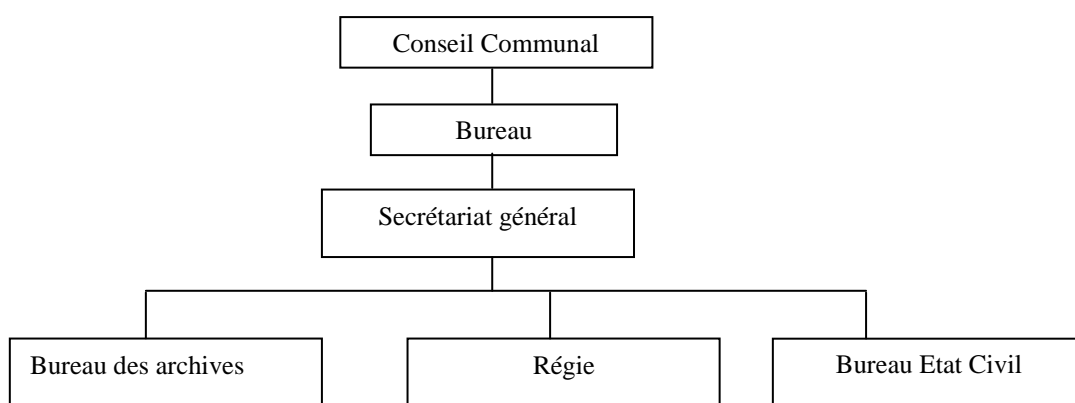 Conseil Communal
Bureau
Secrétariat général
Bureau des archives
Régie
Bureau Etat Civil